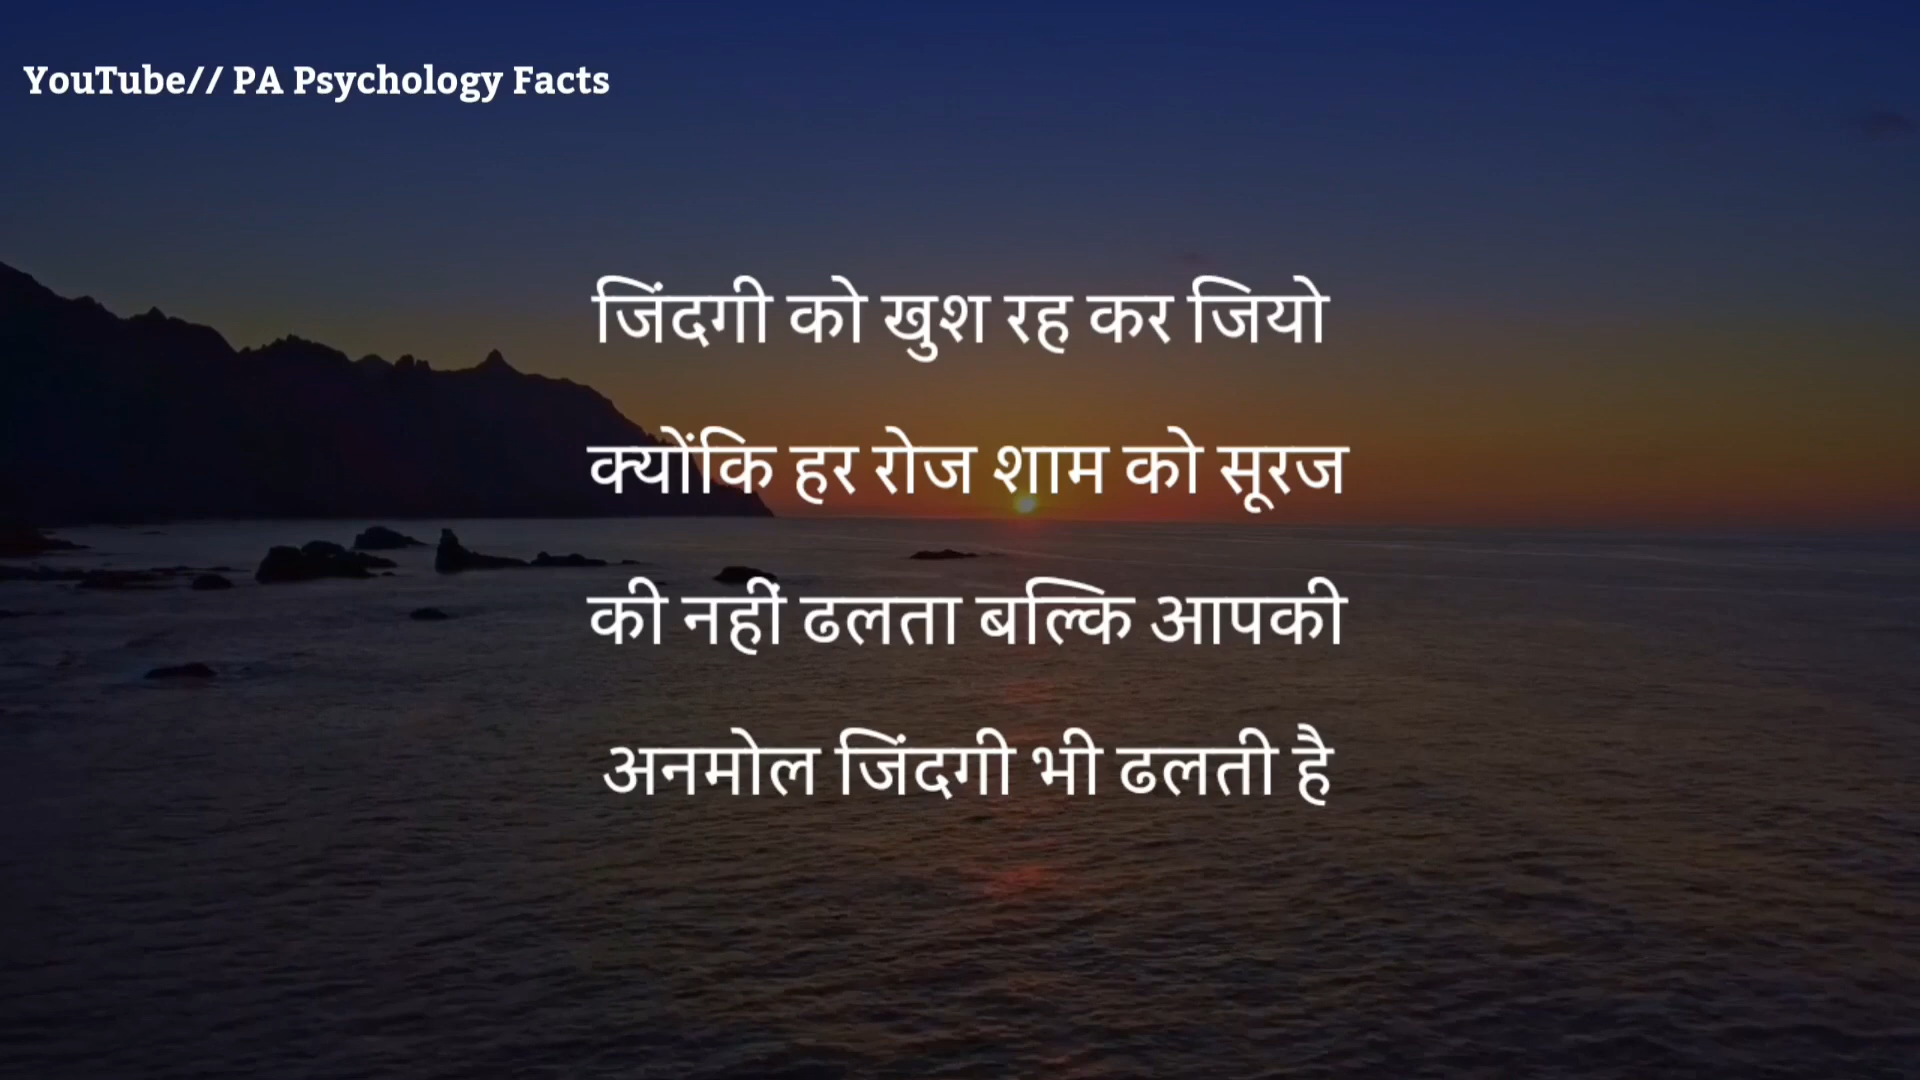 YouTube// PA Psychology Facts
जिंदगी को खुश रह कर जियो
क्योंकि हर रोज शाम को सूरज
की नहीं ढलता बल्कि आपकी
अनमोल जिंदगी भी ढलती है